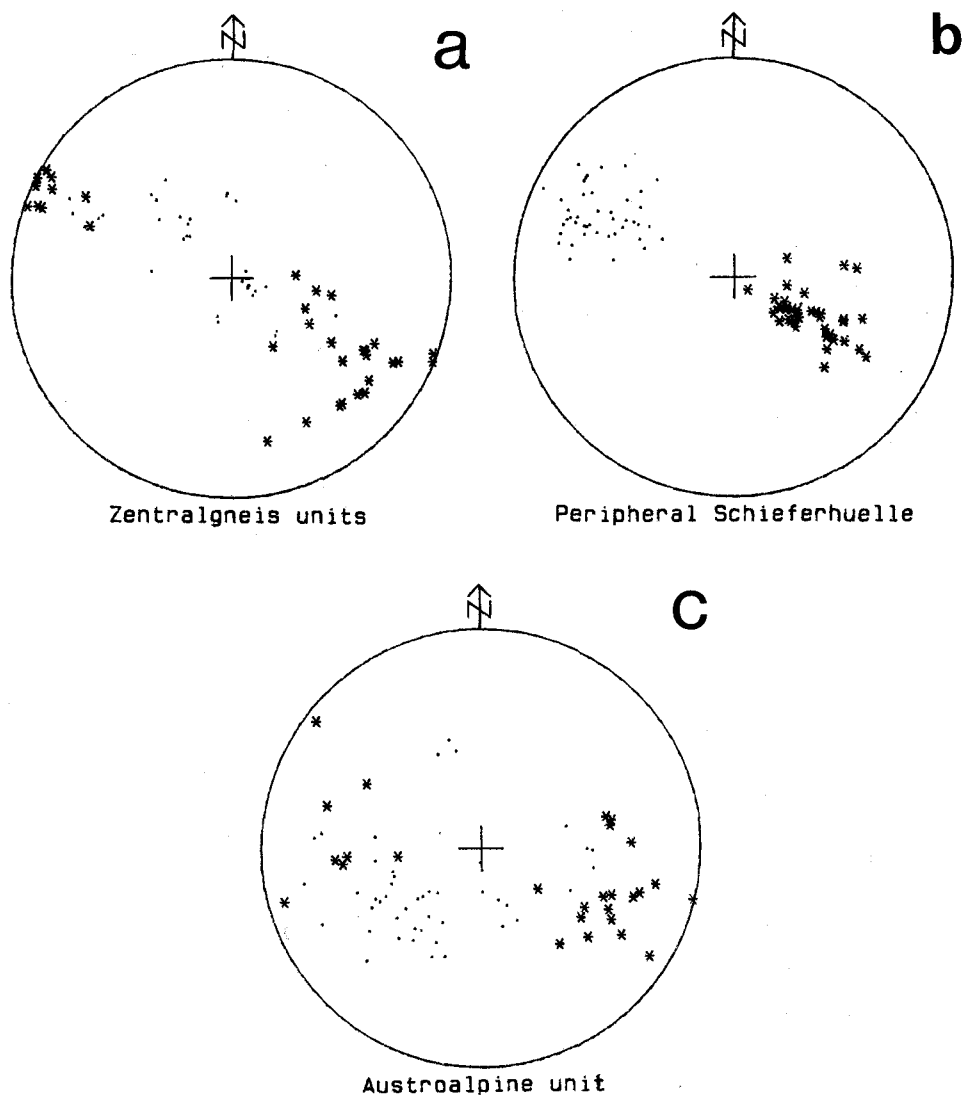 N
a
Zentralgneis units
N
b
Peripheral Schieferhuelle
N
c
Austroalpine unit